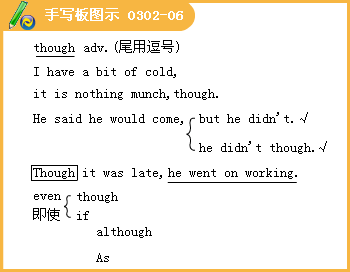 手写板图示 0302-06
though adv.(尾用逗号)
I have a bit of cold,
it is nothing munch,though.
He said he would come,
but he didn't.√
he didn't though.√
Though it was late,he went on working.
even though
即使 if
although
As